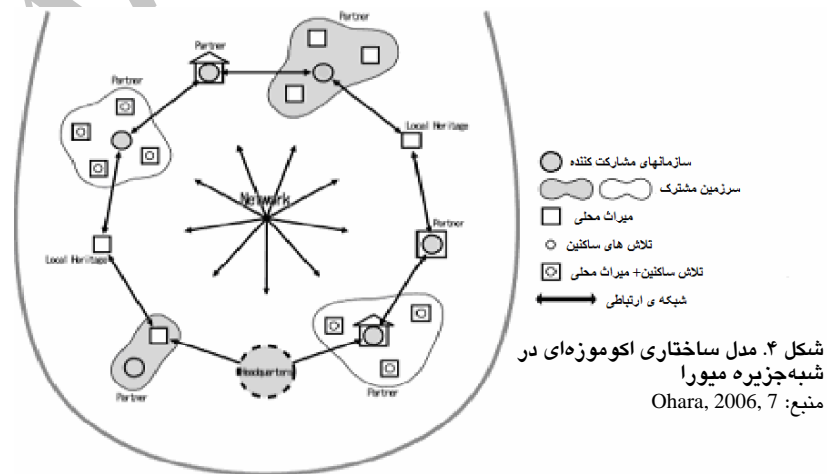 Partner
Partner
Partner
Local Heritage
Network
Partner
Local Heritage
Headquarters
Partner
Partner
سازمانهای مشارکت کننده
سرزمین مشترک
میراث محلی
تلاش های ساکنین
تلاش ساکنین+ میراث محلی
شبکه ی ارتباطی
شکل ۴. مدل ساختاری اکوموزه‌ای در
شبه‌جزیره میورا
منبع: Ohara, 2006, 7